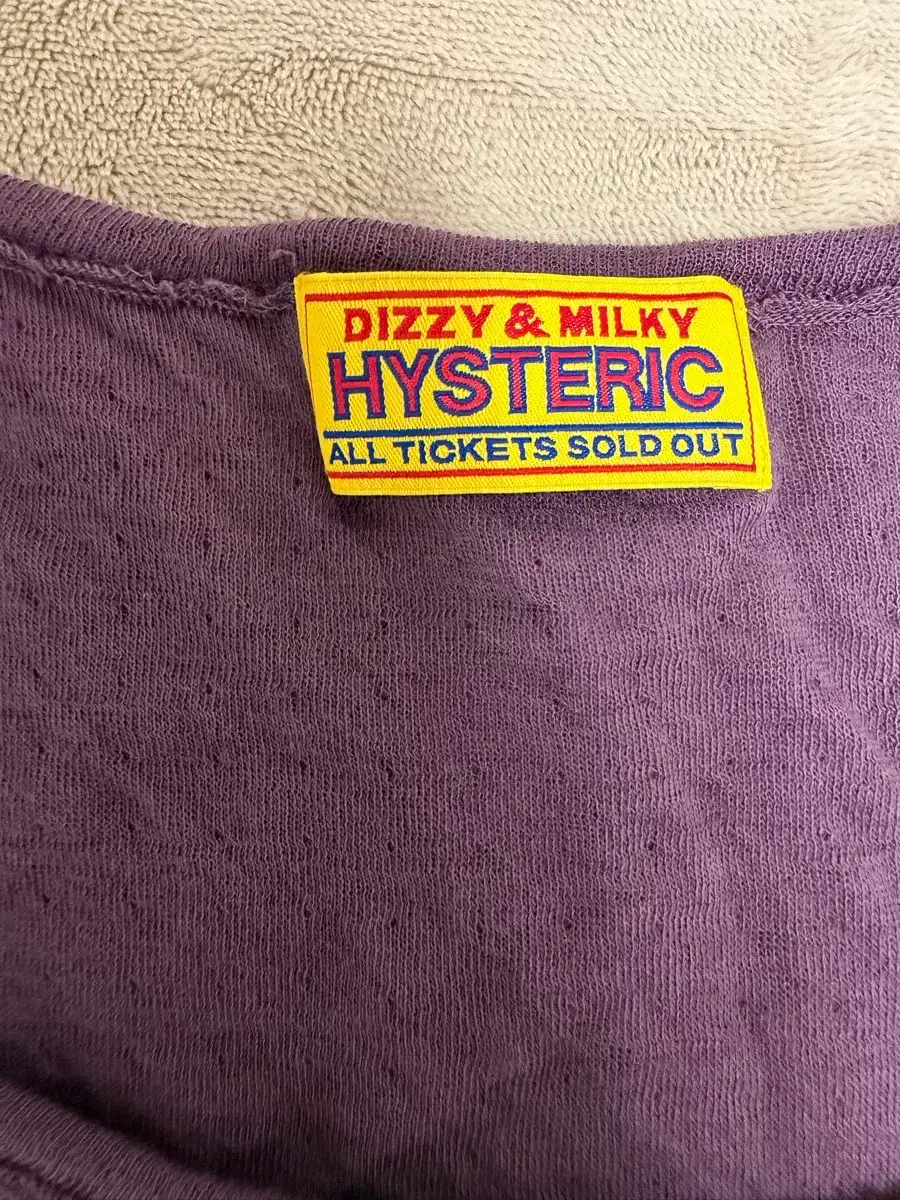 DIZZY & MILKY
HYSTERIC
ALL TICKETS SOLD OUT